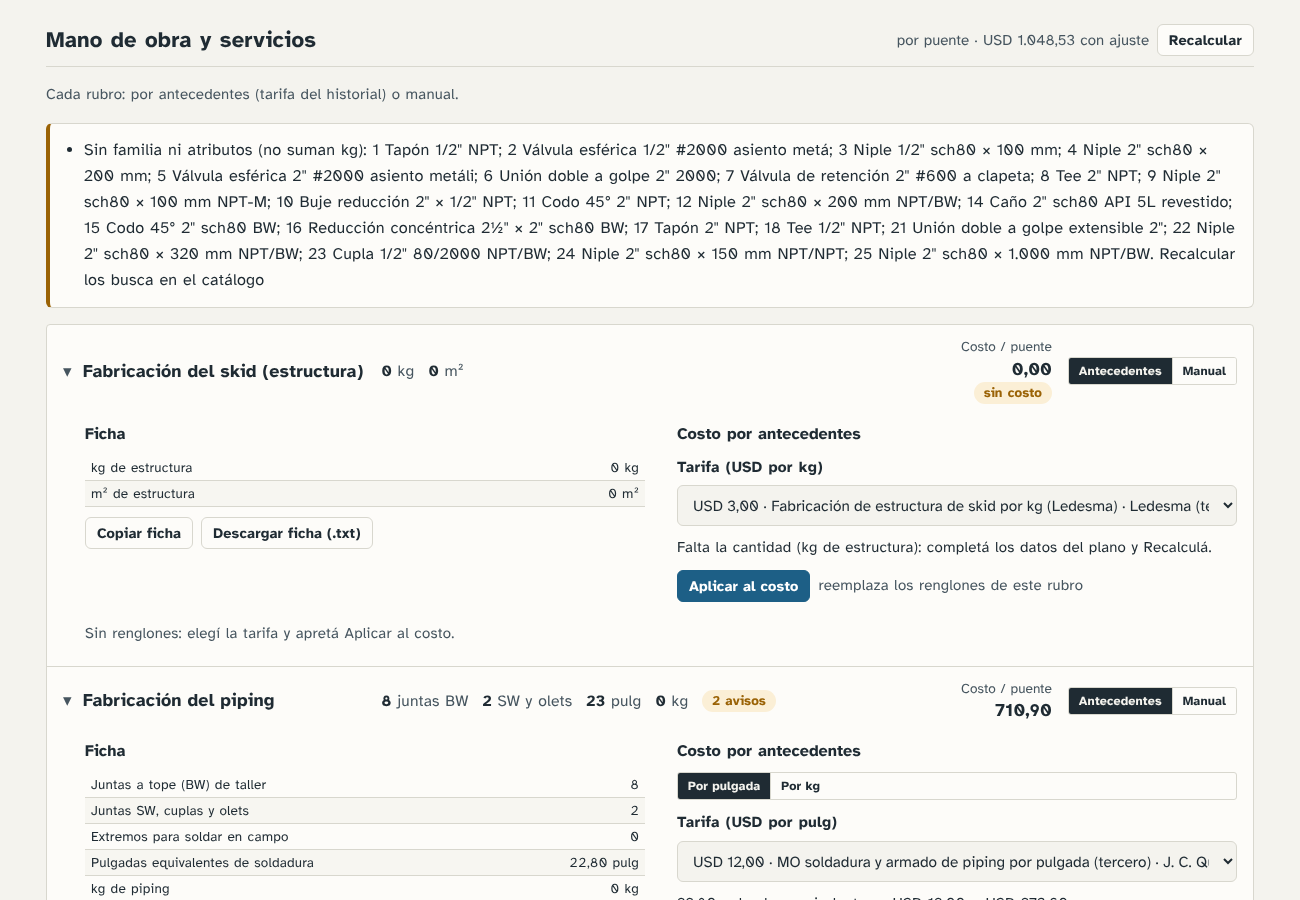 Mano de obra y servicios
por puente · USD 1.048,53 con ajuste
Recalcular
Cada rubro: por antecedentes (tarifa del historial) o manual.
• Sin familia ni atributos (no suman kg): 1 Tapón 1/2" NPT; 2 Válvula esférica 1/2" #2000 asiento metá; 3 Niple 1/2" sch80 × 100 mm; 4 Niple 2" sch80 ×
200 mm; 5 Válvula esférica 2" #2000 asiento metáli; 6 Unión doble a golpe 2" 2000; 7 Válvula de retención 2" #600 a clapeta; 8 Tee 2" NPT; 9 Niple 2"
sch80 × 100 mm NPT-M; 10 Buje reducción 2" × 1/2" NPT; 11 Codo 45° 2" NPT; 12 Niple 2" sch80 × 200 mm NPT/BW; 14 Caño 2" sch80 API 5L revestido;
15 Codo 45° 2" sch80 BW; 16 Reducción concéntrica 2½" × 2" sch80 BW; 17 Tapón 2" NPT; 18 Tee 1/2" NPT; 21 Unión doble a golpe extensible 2"; 22 Niple
2" sch80 × 320 mm NPT/BW; 23 Cupla 1/2" 80/2000 NPT/BW; 24 Niple 2" sch80 × 150 mm NPT/NPT; 25 Niple 2" sch80 × 1.000 mm NPT/BW. Recalcular
los busca en el catálogo
▼ Fabricación del skid (estructura) 0 kg 0 m²
Costo / puente
0,00
sin costo
Antecedentes Manual
Ficha
kg de estructura 0 kg
m² de estructura 0 m²
Copiar ficha Descargar ficha (.txt)
Costo por antecedentes
Tarifa (USD por kg)
USD 3,00 · Fabricación de estructura de skid por kg (Ledesma) · Ledesma (te
Falta la cantidad (kg de estructura): completá los datos del plano y Recalculá.
Aplicar al costo reemplaza los renglones de este rubro
Sin renglones: elegí la tarifa y apretá Aplicar al costo.
▼ Fabricación del piping 8 juntas BW 2 SW y olets 23 pulg 0 kg 2 avisos
Costo / puente
710,90
Antecedentes Manual
Ficha
Juntas a tope (BW) de taller 8
Juntas SW, cuplas y olets 2
Extremos para soldar en campo 0
Pulgadas equivalentes de soldadura 22,80 pulg
kg de piping 0 kg
Costo por antecedentes
Por pulgada Por kg
Tarifa (USD por pulg)
USD 12,00 · MO soldadura y armado de piping por pulgada (tercero) · J. C. Q